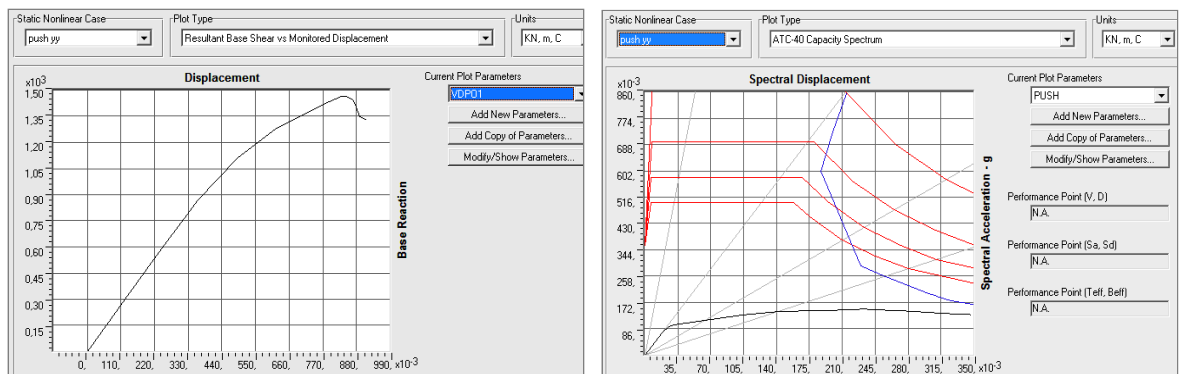 Static Nonlinear Case
Plot Type
Units
push yy
Resultant Base Shear vs Monitored Displacement
KN, m, C
Displacement
x10³
1,50
1,35
1,20
1,05
0,90
0,75
0,60
0,45
0,30
0,15
0, 110, 220, 330, 440, 550, 660, 770, 880, 990, x10-3
Base Reaction
Current Plot Parameters
VDPO1
Add New Parameters...
Add Copy of Parameters...
Modify/Show Parameters...
Static Nonlinear Case
Plot Type
Units
push yy
ATC-40 Capacity Spectrum
KN, m, C
Spectral Displacement
x10-3
860,
774,
688,
602,
516,
430,
344,
258,
172,
86,
35, 70, 105, 140, 175, 210, 245, 280, 315, 350, x10-3
Spectral Acceleration - g
Current Plot Parameters
PUSH
Add New Parameters...
Add Copy of Parameters...
Modify/Show Parameters...
Performance Point (V, D)
N.A.
Performance Point (Sa, Sd)
N.A.
Performance Point (Teff, Beff)
N.A.